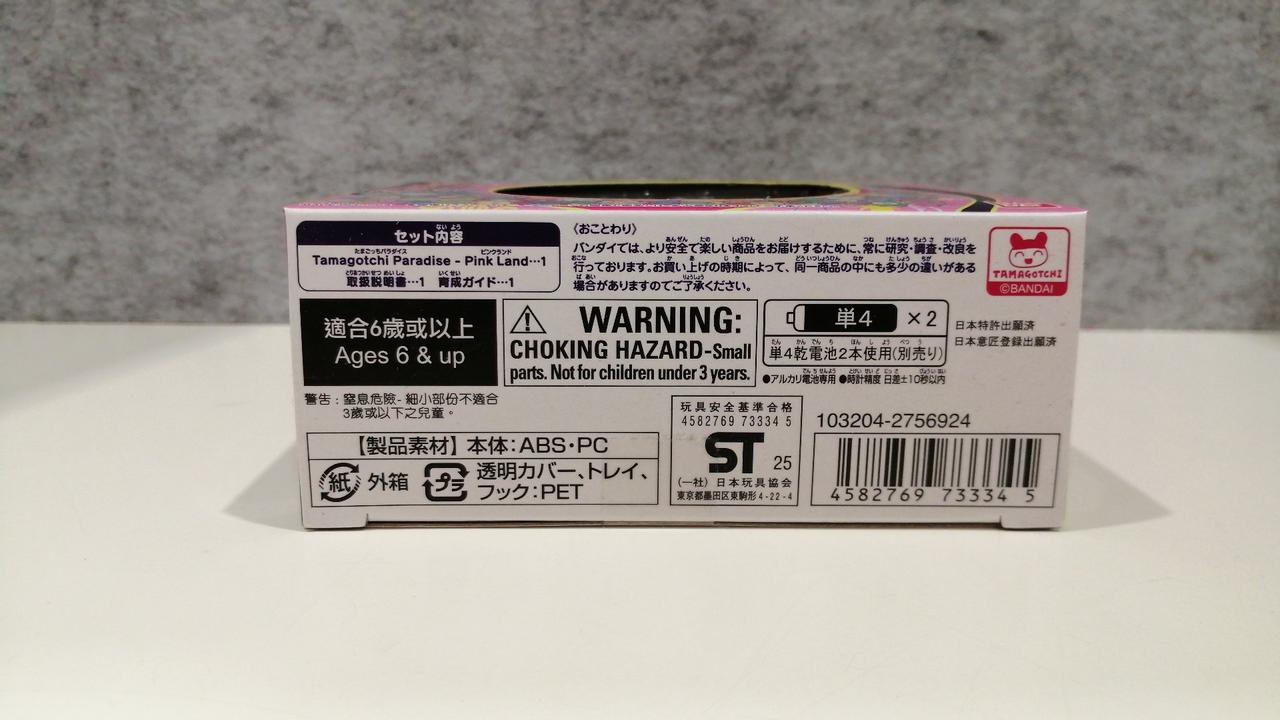 セット内容
Tamagotchi Paradise - Pink Land…1
取扱説明書…1 育成ガイド…1
〈おことわり〉
バンダイでは、より安全で楽しい商品をお届けするために、常に研究・調査・改良を
行っております。お買い上げの時期によって、同一商品の中にも多少の違いがある
場合がありますのでご了承ください。
TAMAGOTCHI
©BANDAI
適合6歳或以上
Ages 6 & up
WARNING:
CHOKING HAZARD-Small
parts. Not for children under 3 years.
単4 ×2
単4乾電池2本使用(別売り)
●アルカリ電池専用 ●時計精度 日差±10秒以内
日本特許出願済
日本意匠登録出願済
警告：窒息危險- 細小部份不適合
3歲或以下之兒童。
【製品素材】本体：ABS・PC
紙 外箱 プラ 透明カバー、トレイ、
フック：PET
玩具安全基準合格
4582769 73334 5
ST 25
(一社) 日本玩具協会
東京都墨田区東駒形4-22-4
103204-2756924
4582769 73334 5